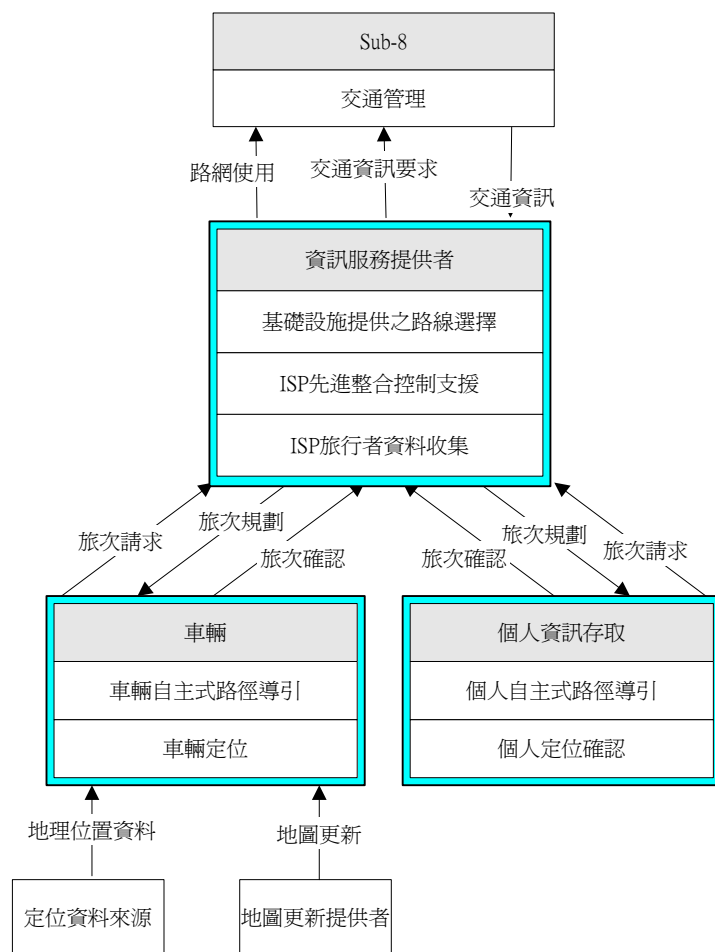 Sub-8
交通管理
路網使用
交通資訊要求
交通資訊
資訊服務提供者
基礎設施提供之路線選擇
ISP先進整合控制支援
ISP旅行者資料收集
旅次請求
旅次規劃
旅次確認
旅次確認
旅次規劃
旅次請求
車輛
車輛自主式路徑導引
車輛定位
個人資訊存取
個人自主式路徑導引
個人定位確認
地理位置資料
地圖更新
定位資料來源
地圖更新提供者